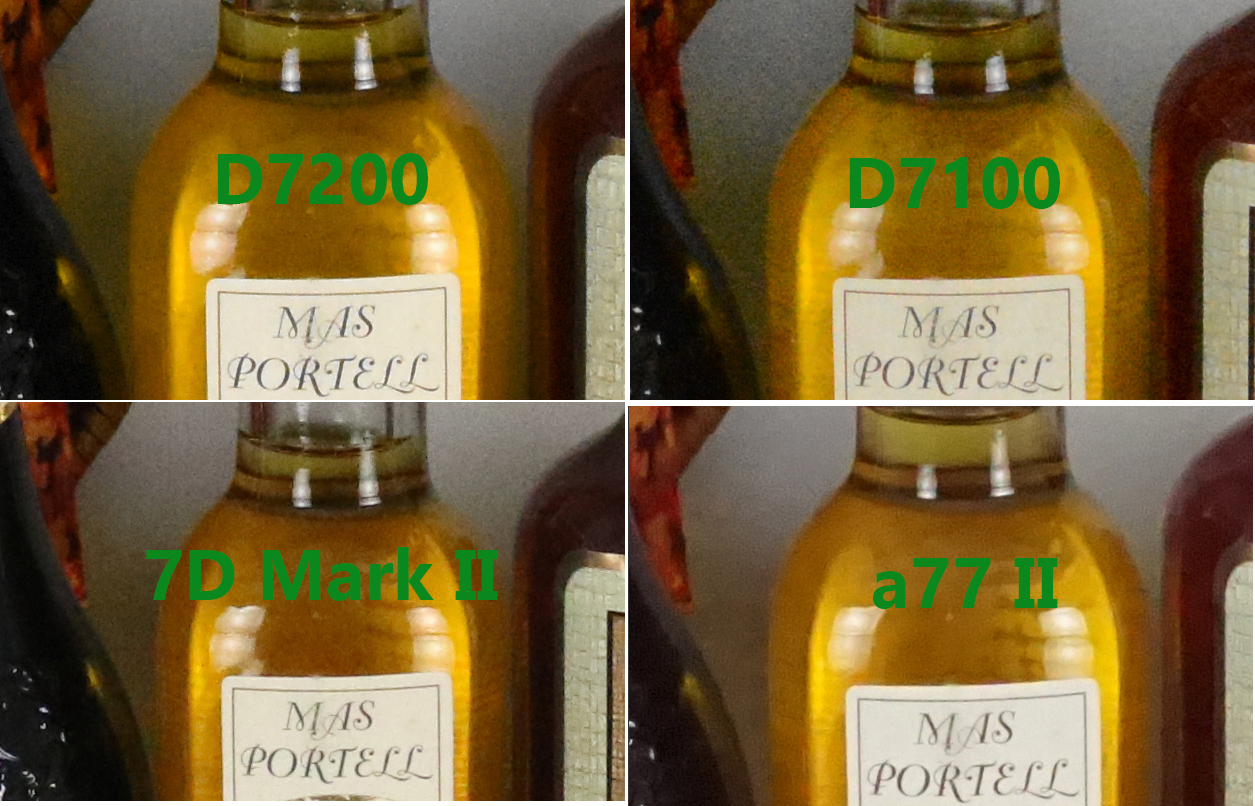 D7200
MAS
PORTELL
D7100
MAS
PORTELL
7D Mark II
MAS
PORTELL
a77 II
MAS
PORTELL